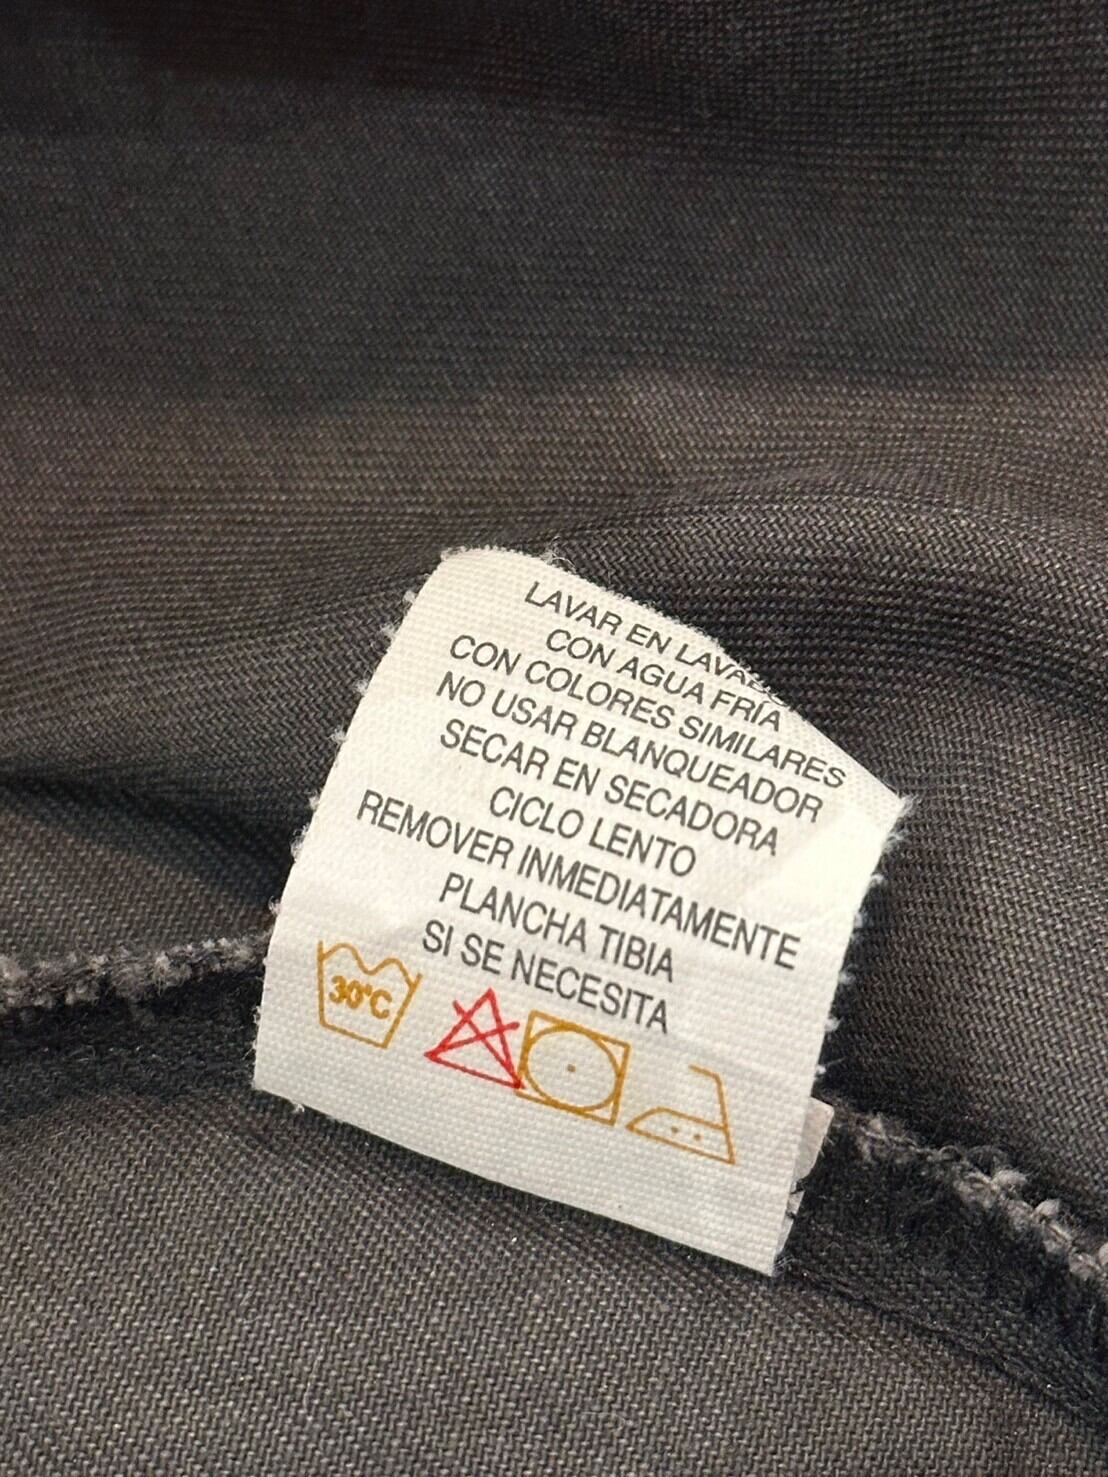 LAVAR EN
CON AGUA FRÍA
CON COLORES SIMILARES
NO USAR BLANQUEADOR
SECAR EN SECADORA
CICLO LENTO
REMOVER INMEDIATAMENTE
PLANCHA TIBIA
SI SE NECESITA
30°C